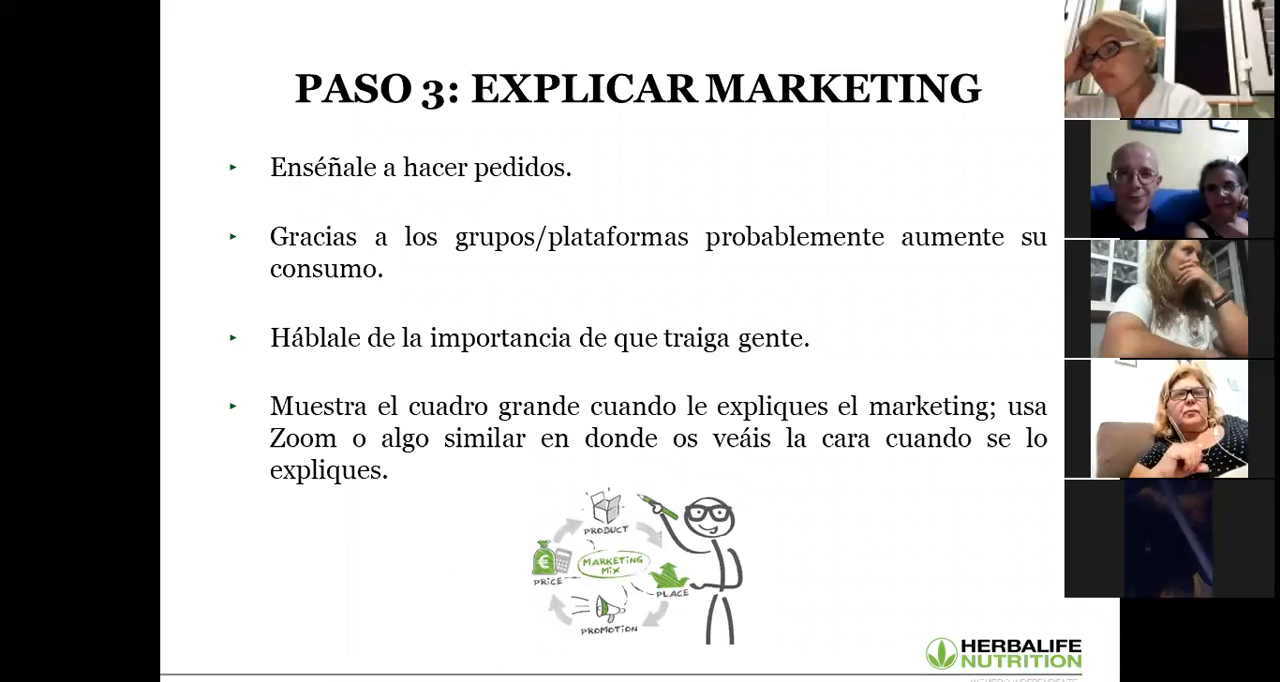 PASO 3: EXPLICAR MARKETING
Enséñale a hacer pedidos.
Gracias a los grupos/plataformas probablemente aumente su
consumo.
Háblale de la importancia de que traiga gente.
Muestra el cuadro grande cuando le expliques el marketing; usa
Zoom o algo similar en donde os veáis la cara cuando se lo
expliques.
PRODUCT
MARKETING
MIX
PRICE
PLACE
PROMOTION
HERBALIFE
NUTRITION